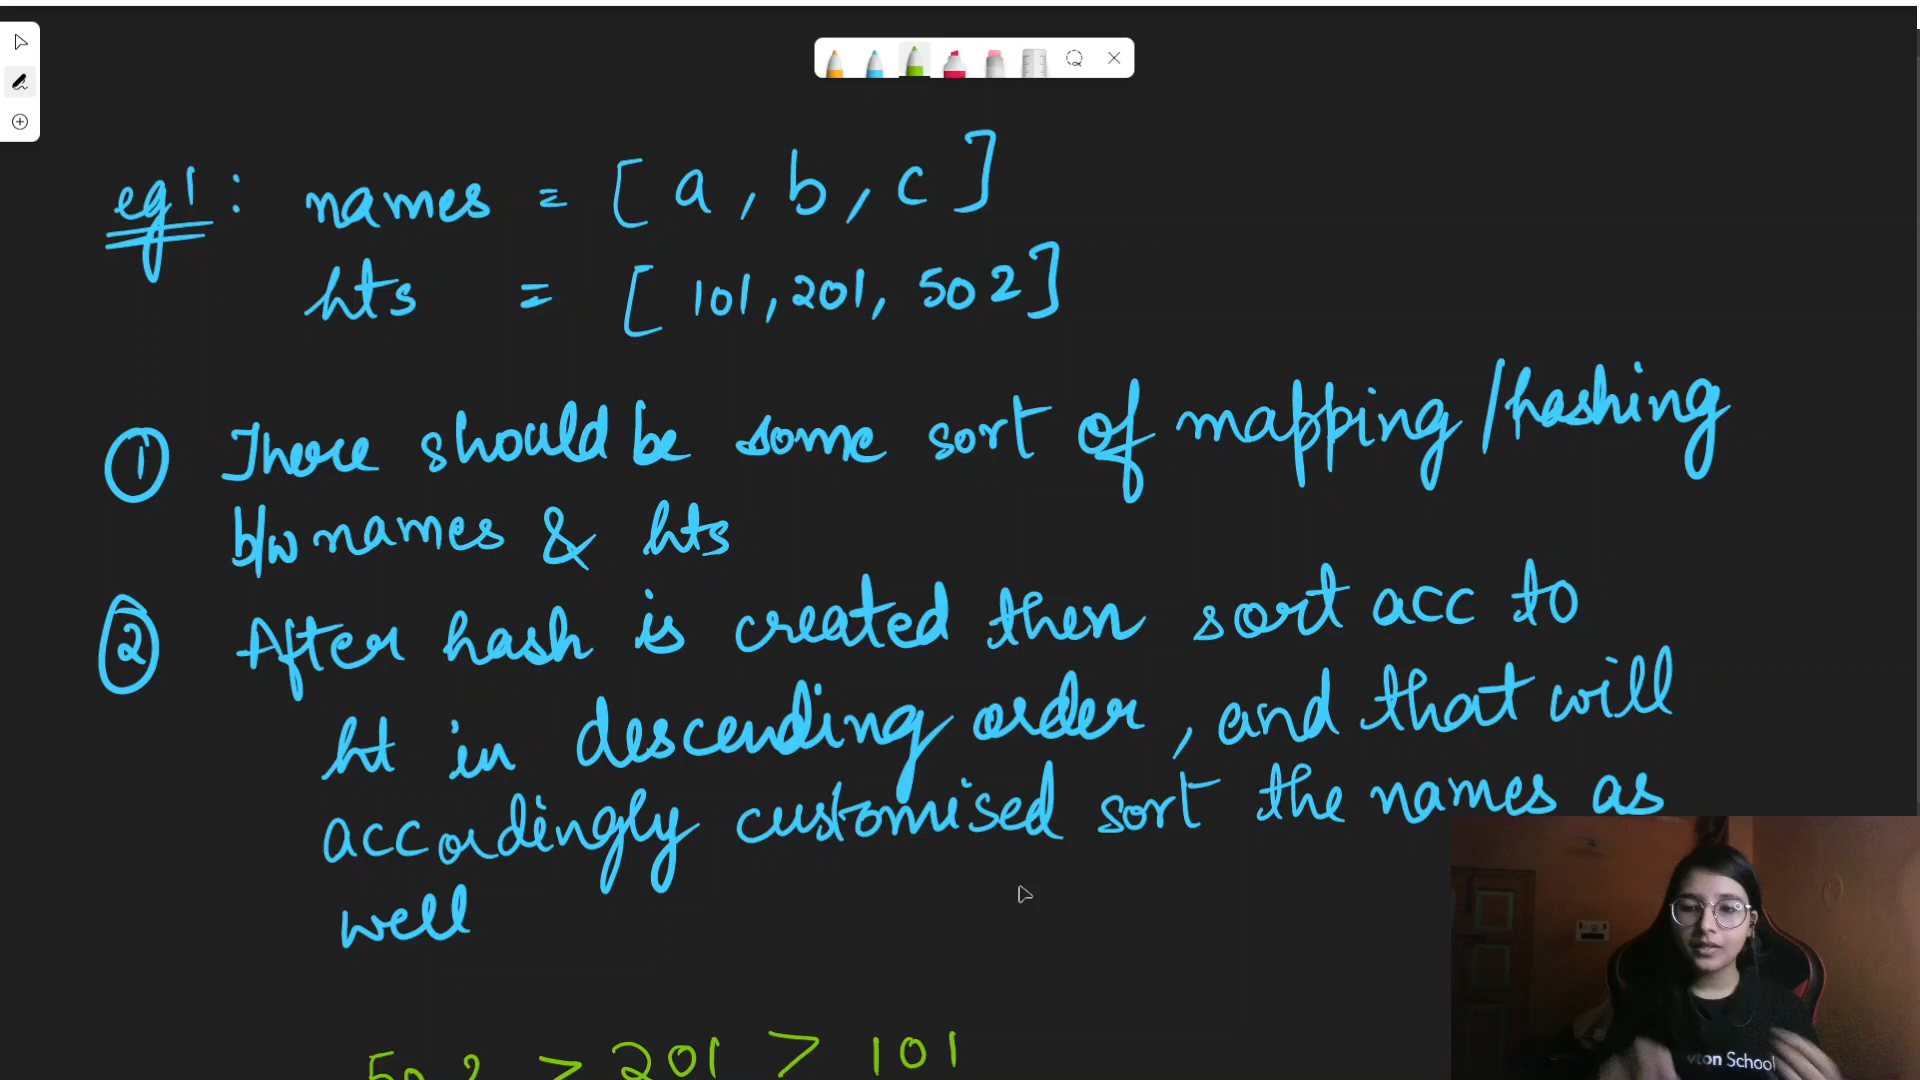 eg1: names = [ a, b, c ]
hts = [ 101, 201, 502 ]
① There should be some sort of mapping/hashing
b/w names & hts
② After hash is created then sort acc to
ht in descending order, and that will
accordingly customised sort the names as
well
502 > 201 > 101
vton School